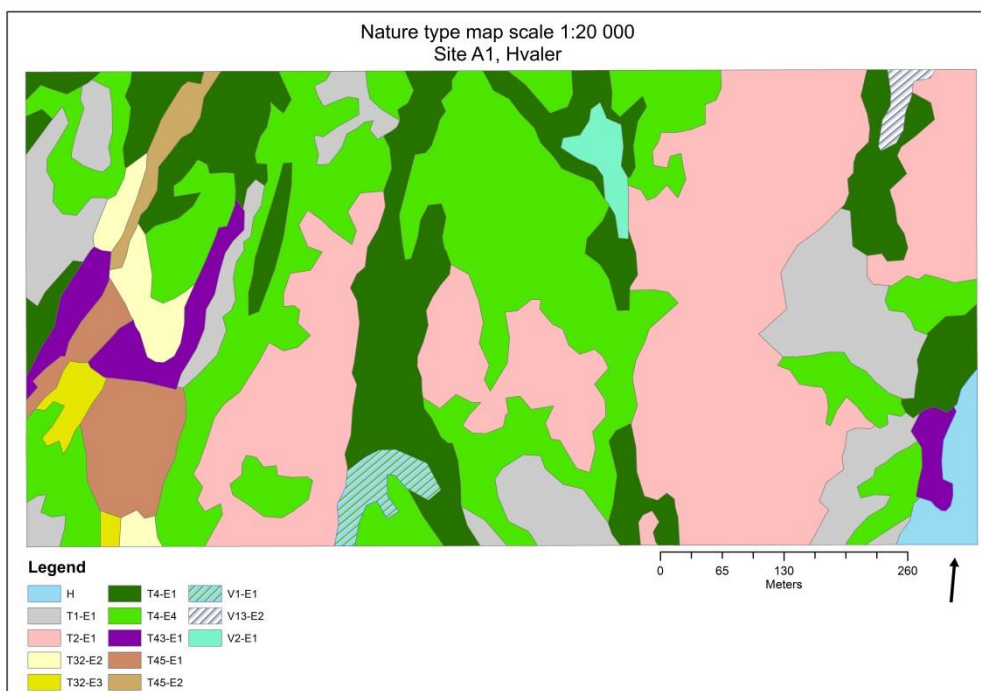 Nature type map scale 1:20 000
Site A1, Hvaler
0 65 130 260
Meters
Legend
H
T1-E1
T2-E1
T32-E2
T32-E3
T4-E1
T4-E4
T43-E1
T45-E1
T45-E2
V1-E1
V13-E2
V2-E1